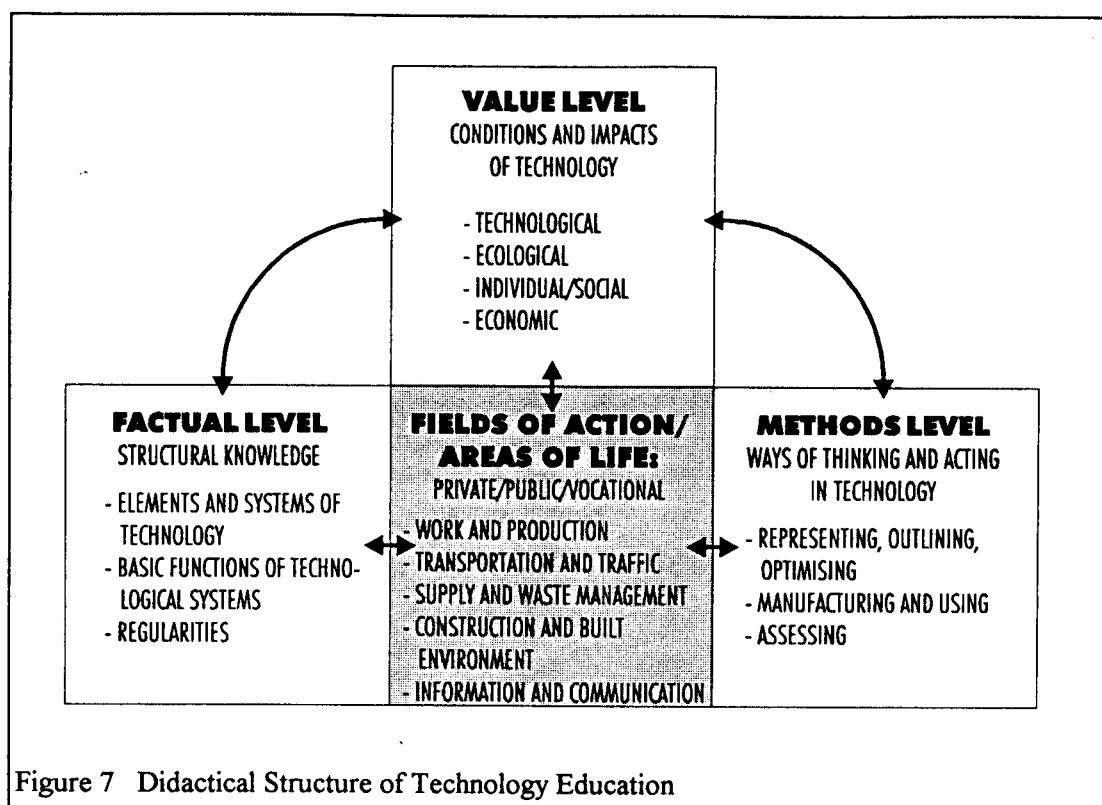 VALUE LEVEL
CONDITIONS AND IMPACTS
OF TECHNOLOGY
- TECHNOLOGICAL
- ECOLOGICAL
- INDIVIDUAL/SOCIAL
- ECONOMIC
FACTUAL LEVEL
STRUCTURAL KNOWLEDGE
- ELEMENTS AND SYSTEMS OF
TECHNOLOGY
- BASIC FUNCTIONS OF TECHNO-
LOGICAL SYSTEMS
- REGULARITIES
FIELDS OF ACTION/
AREAS OF LIFE:
PRIVATE/PUBLIC/VOCATIONAL
- WORK AND PRODUCTION
- TRANSPORTATION AND TRAFFIC
- SUPPLY AND WASTE MANAGEMENT
- CONSTRUCTION AND BUILT
ENVIRONMENT
- INFORMATION AND COMMUNICATION
METHODS LEVEL
WAYS OF THINKING AND ACTING
IN TECHNOLOGY
- REPRESENTING, OUTLINING,
OPTIMISING
- MANUFACTURING AND USING
- ASSESSING
Figure 7 Didactical Structure of Technology Education